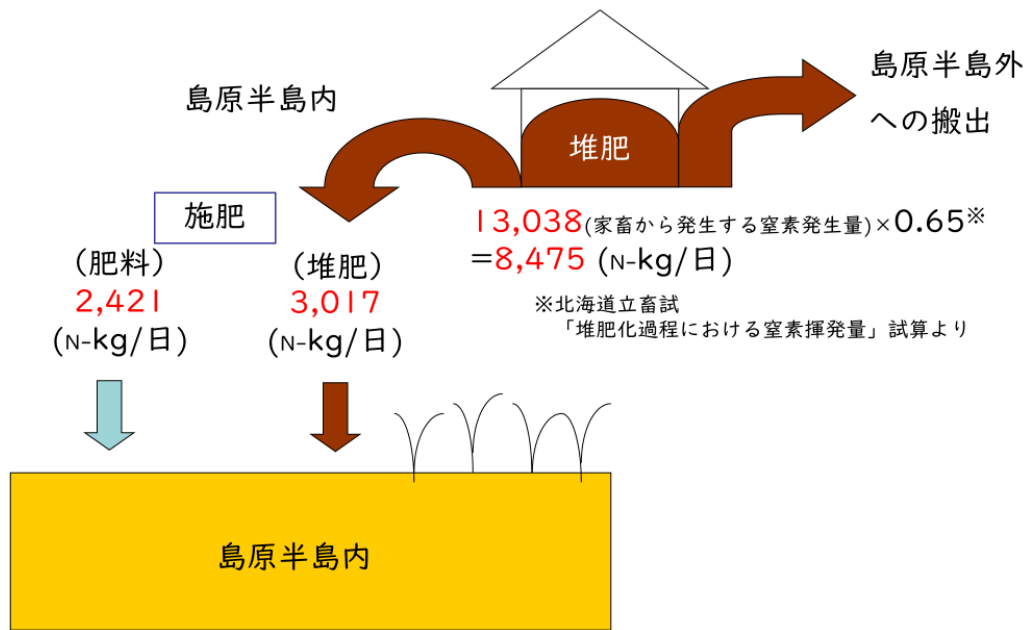 島原半島外
への搬出
島原半島内
堆肥
施肥
13,038(家畜から発生する窒素発生量)×0.65※
=8,475 (N-kg/日)
(肥料)
2,421
(N-kg/日)
(堆肥)
3,017
(N-kg/日)
※北海道立畜試
「堆肥化過程における窒素揮発量」試算より
島原半島内